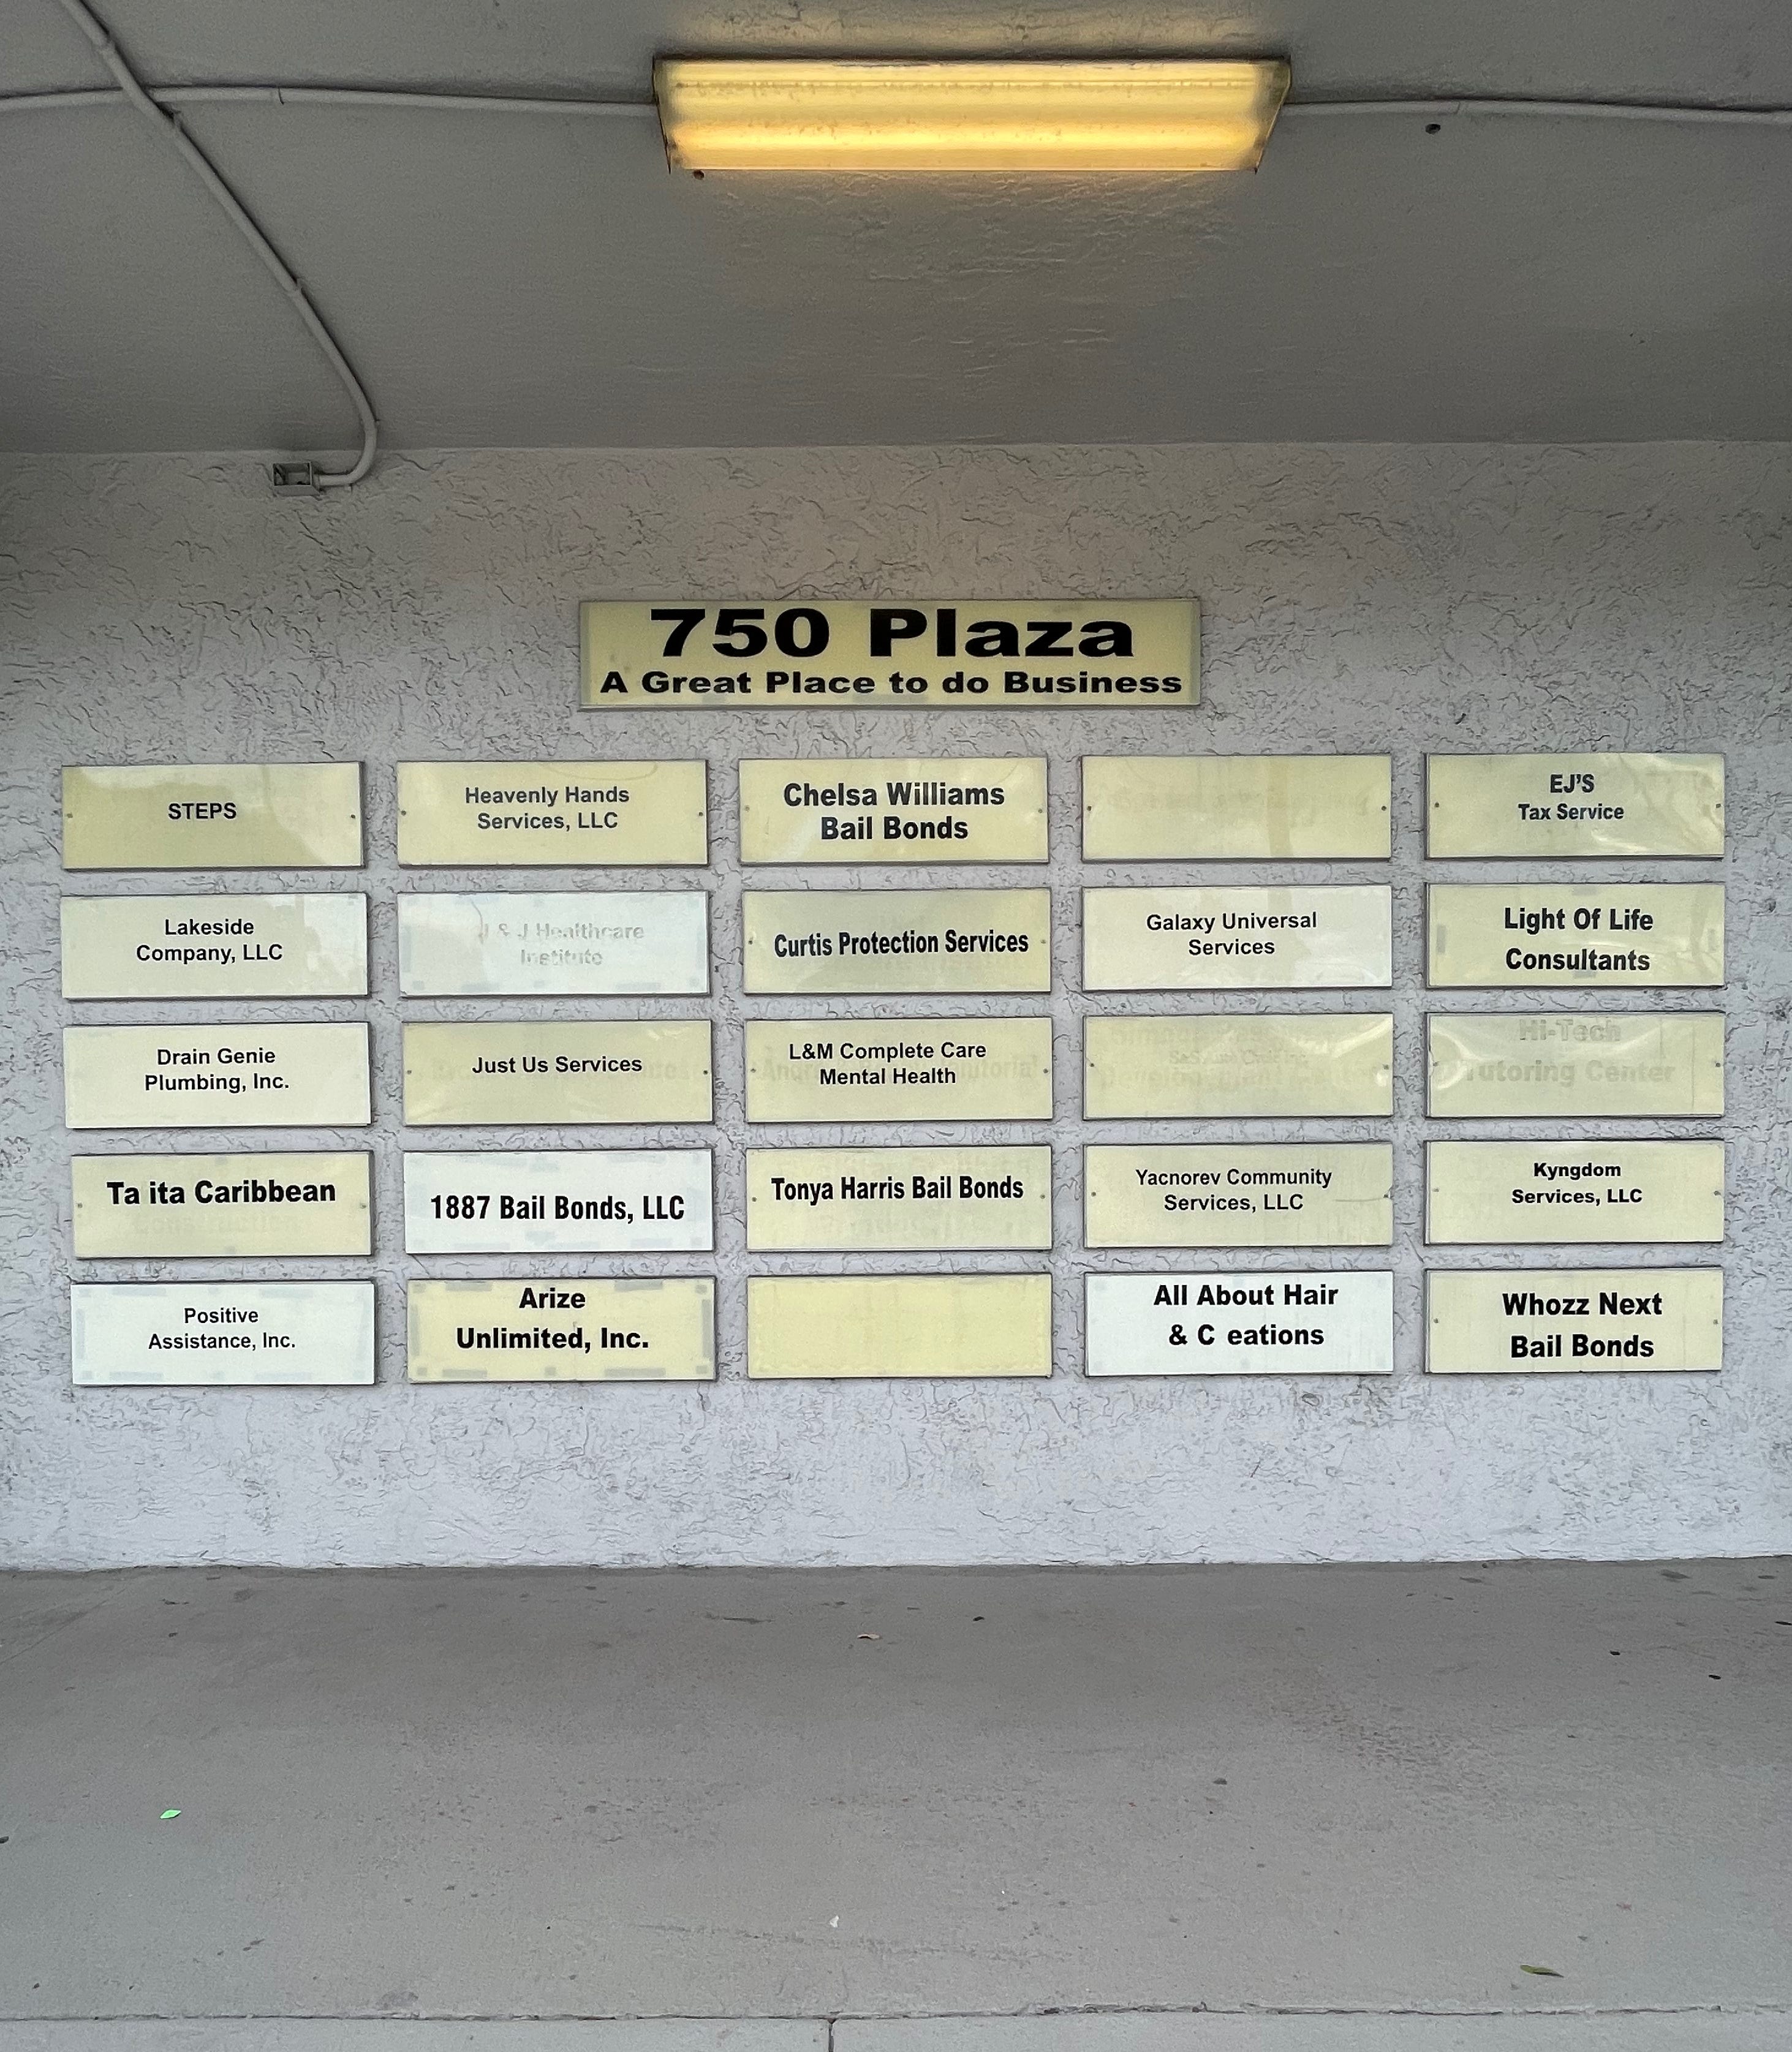 750 Plaza
A Great Place to do Business
STEPS
Heavenly Hands
Services, LLC
Chelsa Williams
Bail Bonds
EJ'S
Tax Service
Lakeside
Company, LLC
J & J Healthcare
Institute
Curtis Protection Services
Galaxy Universal
Services
Light Of Life
Consultants
Drain Genie
Plumbing, Inc.
Just Us Services
L&M Complete Care
Mental Health
Hi-Tech
Tutoring Center
Ta ita Caribbean
1887 Bail Bonds, LLC
Tonya Harris Bail Bonds
Yacnorev Community
Services, LLC
Kyngdom
Services, LLC
Positive
Assistance, Inc.
Arize
Unlimited, Inc.
All About Hair
& C eations
Whozz Next
Bail Bonds